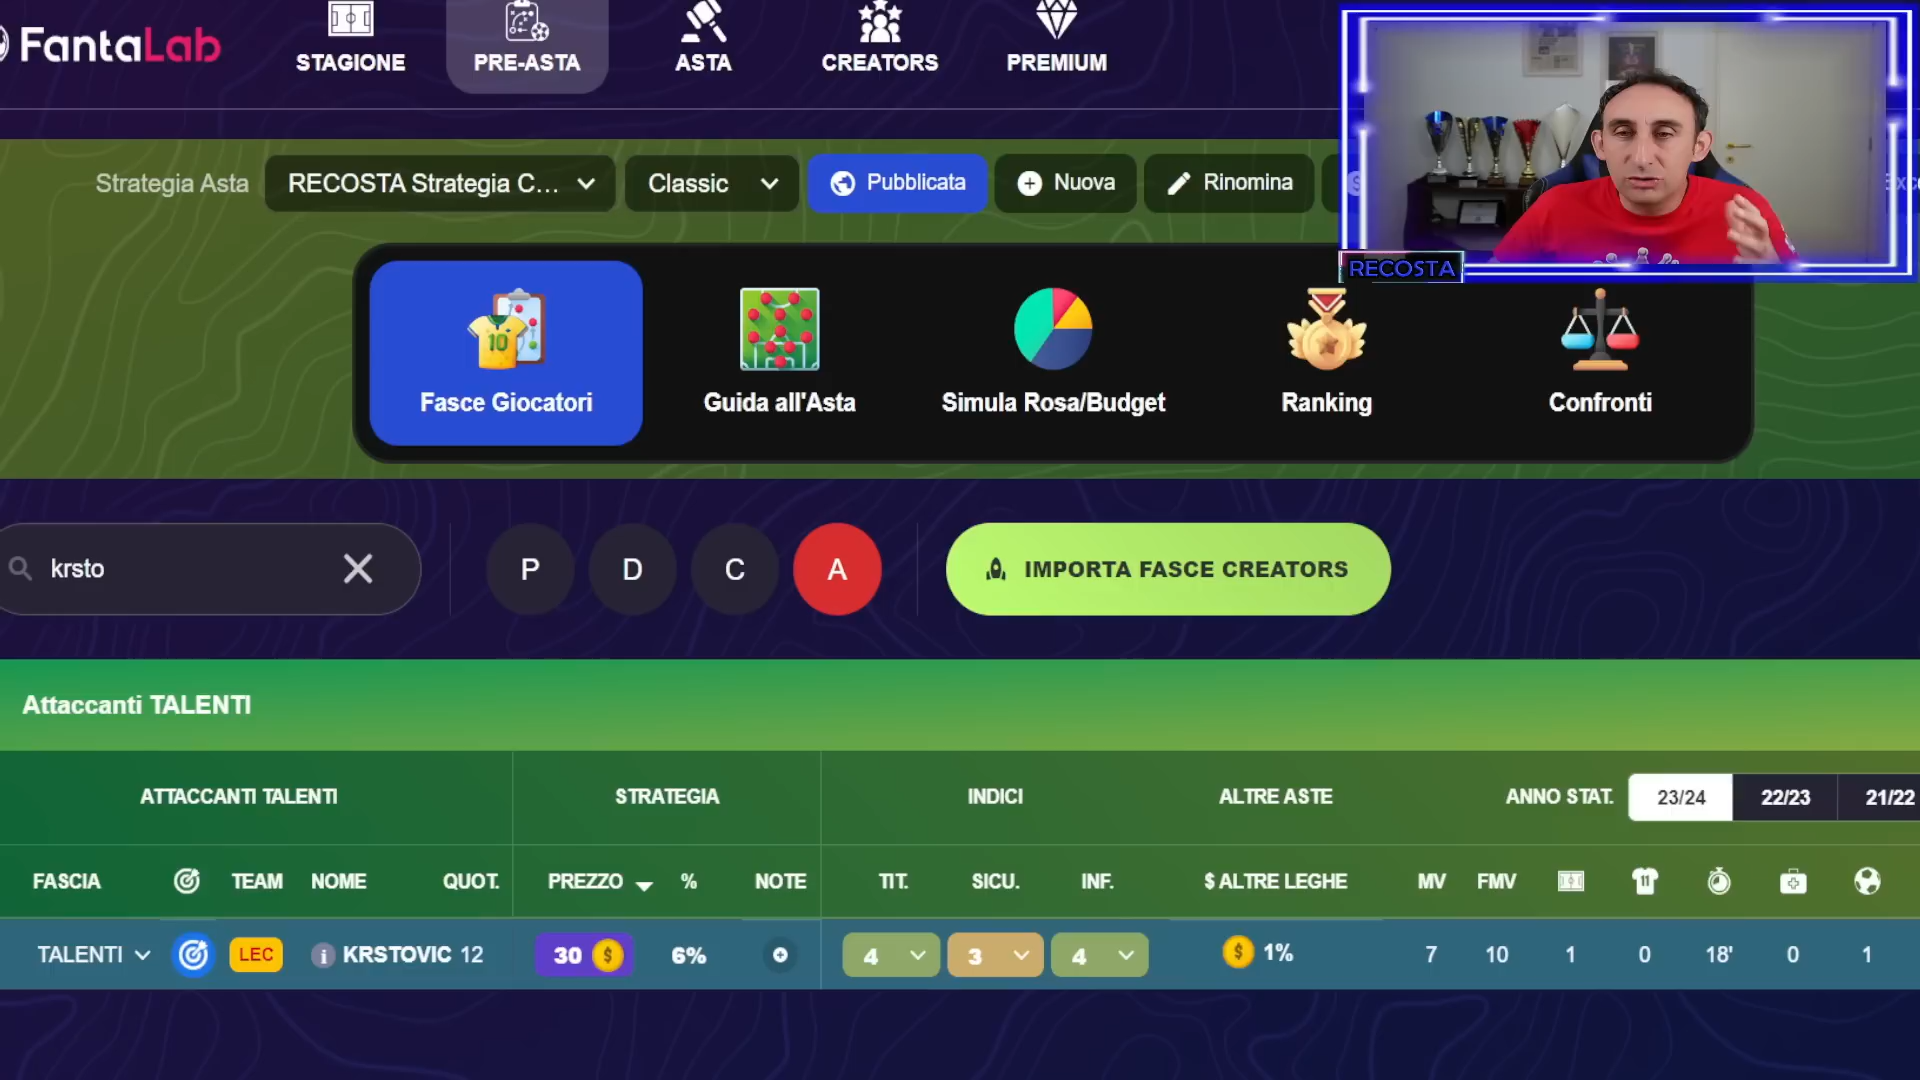 FantaLab
STAGIONE
PRE-ASTA
ASTA
CREATORS
PREMIUM
Strategia Asta
RECOSTA Strategia C...
Classic
Pubblicata
Nuova
Rinomina
RECOSTA
10
Fasce Giocatori
Guida all'Asta
Simula Rosa/Budget
Ranking
Confronti
krsto
P
D
C
A
IMPORTA FASCE CREATORS
Attaccanti TALENTI
ATTACCANTI TALENTI
STRATEGIA
INDICI
ALTRE ASTE
ANNO STAT.
23/24
22/23
21/22
FASCIA
TEAM
NOME
QUOT.
PREZZO
%
NOTE
TIT.
SICU.
INF.
$ ALTRE LEGHE
MV
FMV
11
TALENTI
LEC
KRSTOVIC
12
30
$
6%
4
3
4
$
1%
7
10
1
0
18'
0
1